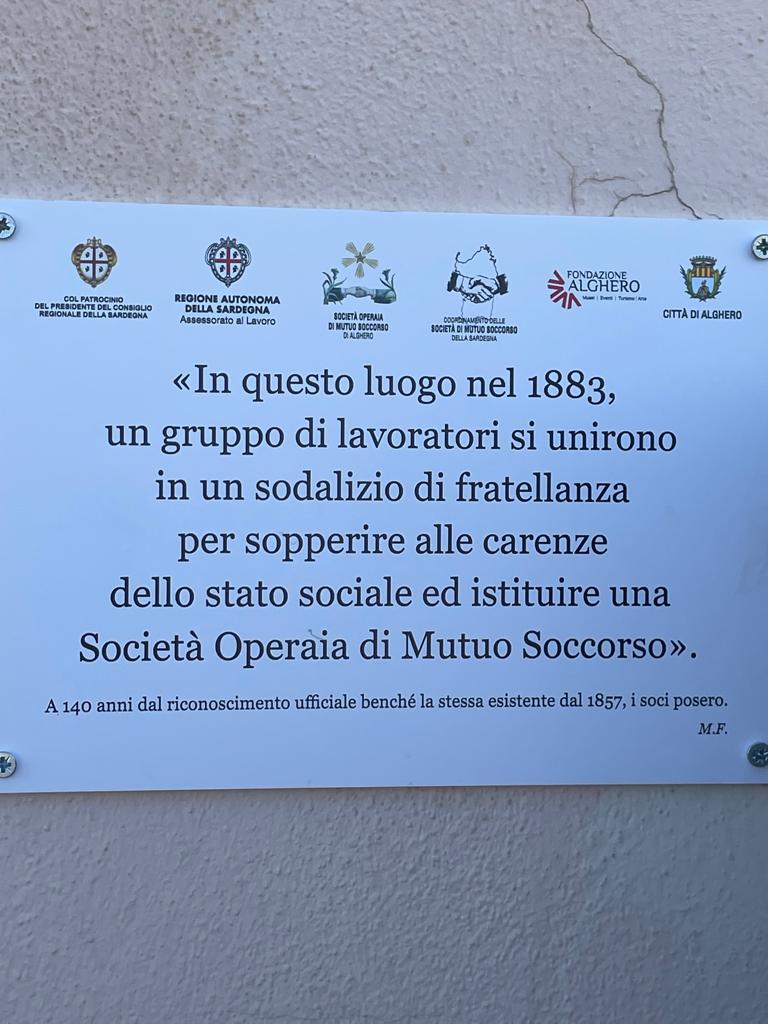 COL PATROCINIO
DEL PRESIDENTE DEL CONSIGLIO
REGIONALE DELLA SARDEGNA
REGIONE AUTONOMA
DELLA SARDEGNA
Assessorato al Lavoro
SOCIETÀ OPERAIA
DI MUTUO SOCCORSO
DI ALGHERO
COORDINAMENTO DELLE
SOCIETÀ DI MUTUO SOCCORSO
DELLA SARDEGNA
FONDAZIONE
ALGHERO
Musei | Eventi | Turismo | Arte
CITTÀ DI ALGHERO
«In questo luogo nel 1883,
un gruppo di lavoratori si unirono
in un sodalizio di fratellanza
per sopperire alle carenze
dello stato sociale ed istituire una
Società Operaia di Mutuo Soccorso».
A 140 anni dal riconoscimento ufficiale benché la stessa esistente dal 1857, i soci posero.
M.F.